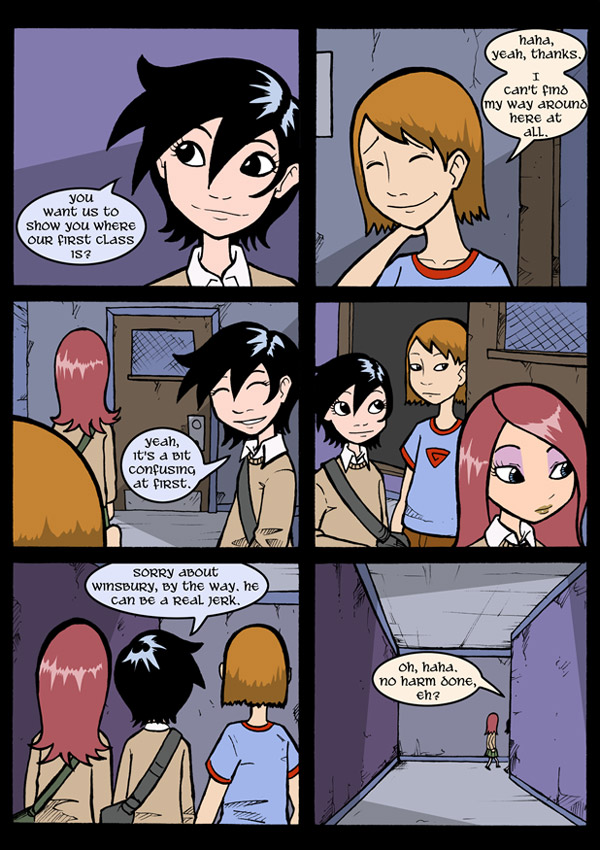 you
want us to
show you where
our first class
is?
haha,
yeah, thanks.
I
can't find
my way around
here at
all.
yeah,
it's a bit
confusing
at first.
sorry about
winsbury, by the way. he
can be a real jerk.
oh, haha.
no harm done,
eh?